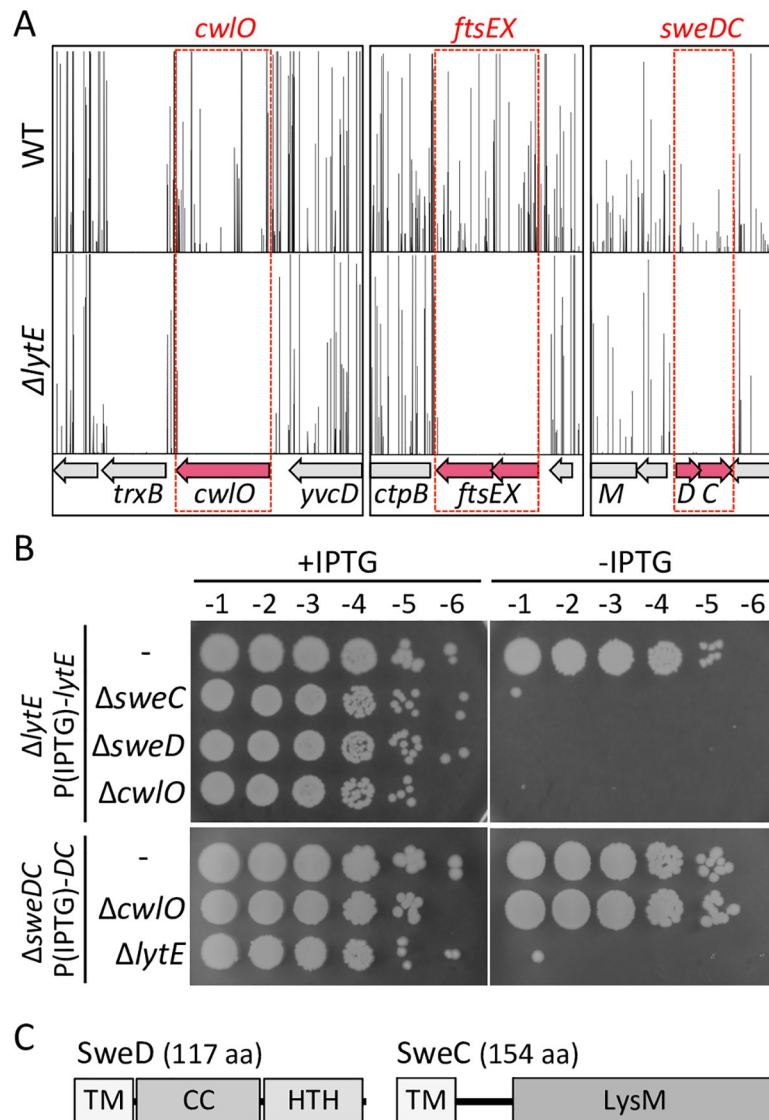 A
cwlO ftsEX sweDC
WT
ΔlytE
trxB cwlO yvcD ctpB ftsEX M D C
B
+IPTG -IPTG
-1 -2 -3 -4 -5 -6 -1 -2 -3 -4 -5 -6
ΔlytE
P(IPTG)-lytE
-
ΔsweC
ΔsweD
ΔcwlO
ΔsweDC
P(IPTG)-DC
-
ΔcwlO
ΔlytE
C
SweD (117 aa) SweC (154 aa)
TM CC HTH TM LysM